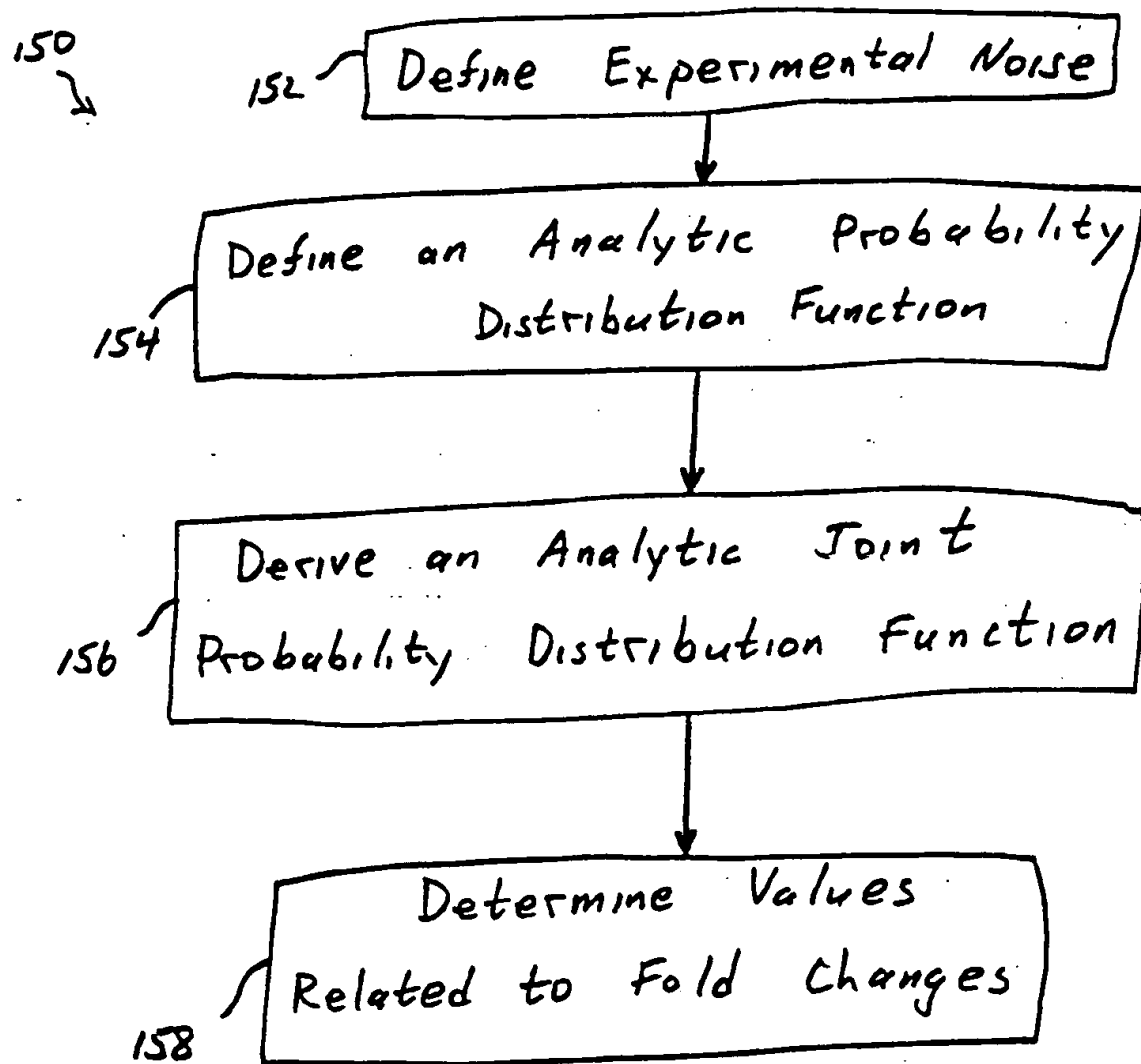 150
152
Define Experimental Noise
154
Define an Analytic Probability
Distribution Function
156
Derive an Analytic Joint
Probability Distribution Function
158
Determine Values
Related to Fold Changes